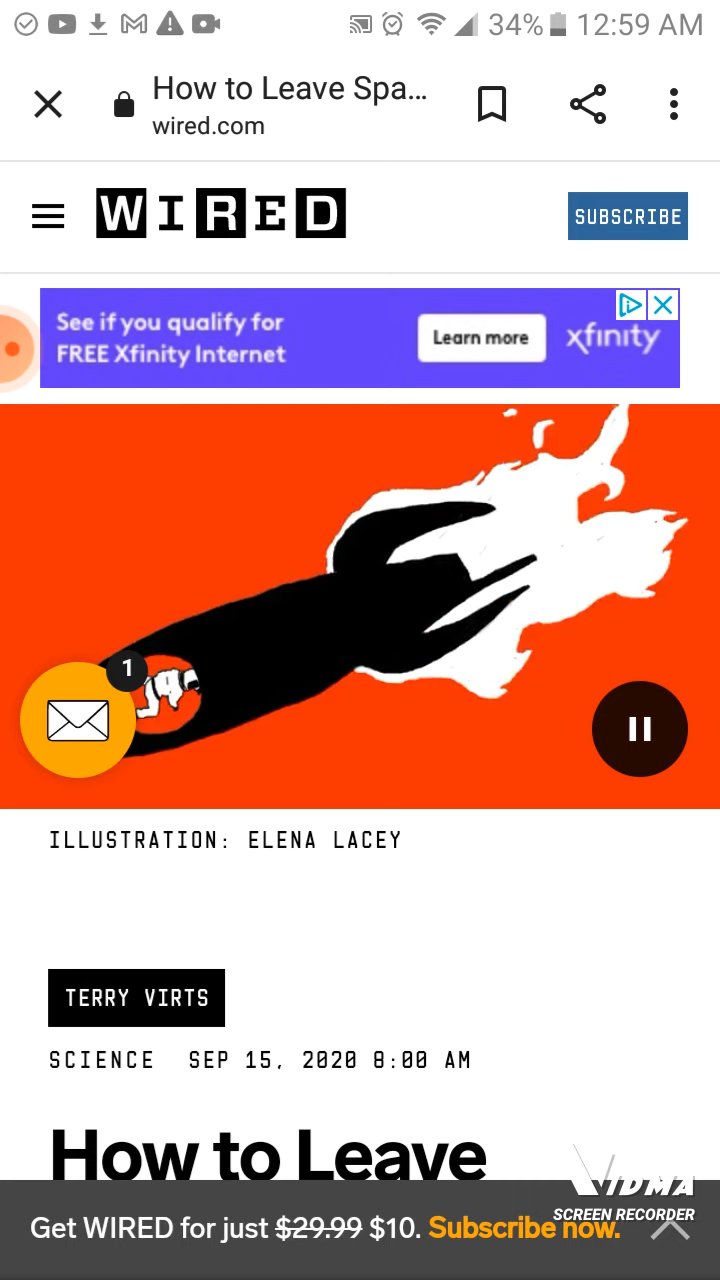 34% 12:59 AM
How to Leave Spa...
wired.com
WIRED
SUBSCRIBE
See if you qualify for
FREE Xfinity Internet
Learn more
xfinity
1
ILLUSTRATION: ELENA LACEY
TERRY VIRTS
SCIENCE SEP 15, 2020 8:00 AM
How to Leave
VIDMA
SCREEN RECORDER
Get WIRED for just $29.99 $10. Subscribe now.